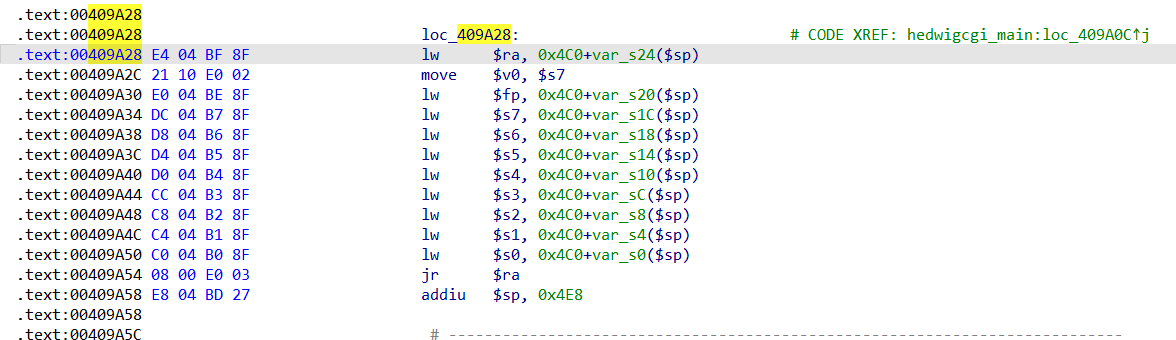 .text:00409A28
.text:00409A28 loc_409A28: # CODE XREF: hedwigcgi_main:loc_409A0C↑j
.text:00409A28 E4 04 BF 8F lw $ra, 0x4C0+var_s24($sp)
.text:00409A2C 21 10 E0 02 move $v0, $s7
.text:00409A30 E0 04 BE 8F lw $fp, 0x4C0+var_s20($sp)
.text:00409A34 DC 04 B7 8F lw $s7, 0x4C0+var_s1C($sp)
.text:00409A38 D8 04 B6 8F lw $s6, 0x4C0+var_s18($sp)
.text:00409A3C D4 04 B5 8F lw $s5, 0x4C0+var_s14($sp)
.text:00409A40 D0 04 B4 8F lw $s4, 0x4C0+var_s10($sp)
.text:00409A44 CC 04 B3 8F lw $s3, 0x4C0+var_sC($sp)
.text:00409A48 C8 04 B2 8F lw $s2, 0x4C0+var_s8($sp)
.text:00409A4C C4 04 B1 8F lw $s1, 0x4C0+var_s4($sp)
.text:00409A50 C0 04 B0 8F lw $s0, 0x4C0+var_s0($sp)
.text:00409A54 08 00 E0 03 jr $ra
.text:00409A58 E8 04 BD 27 addiu $sp, 0x4E8
.text:00409A58
.text:00409A5C # ---------------------------------------------------------------------------